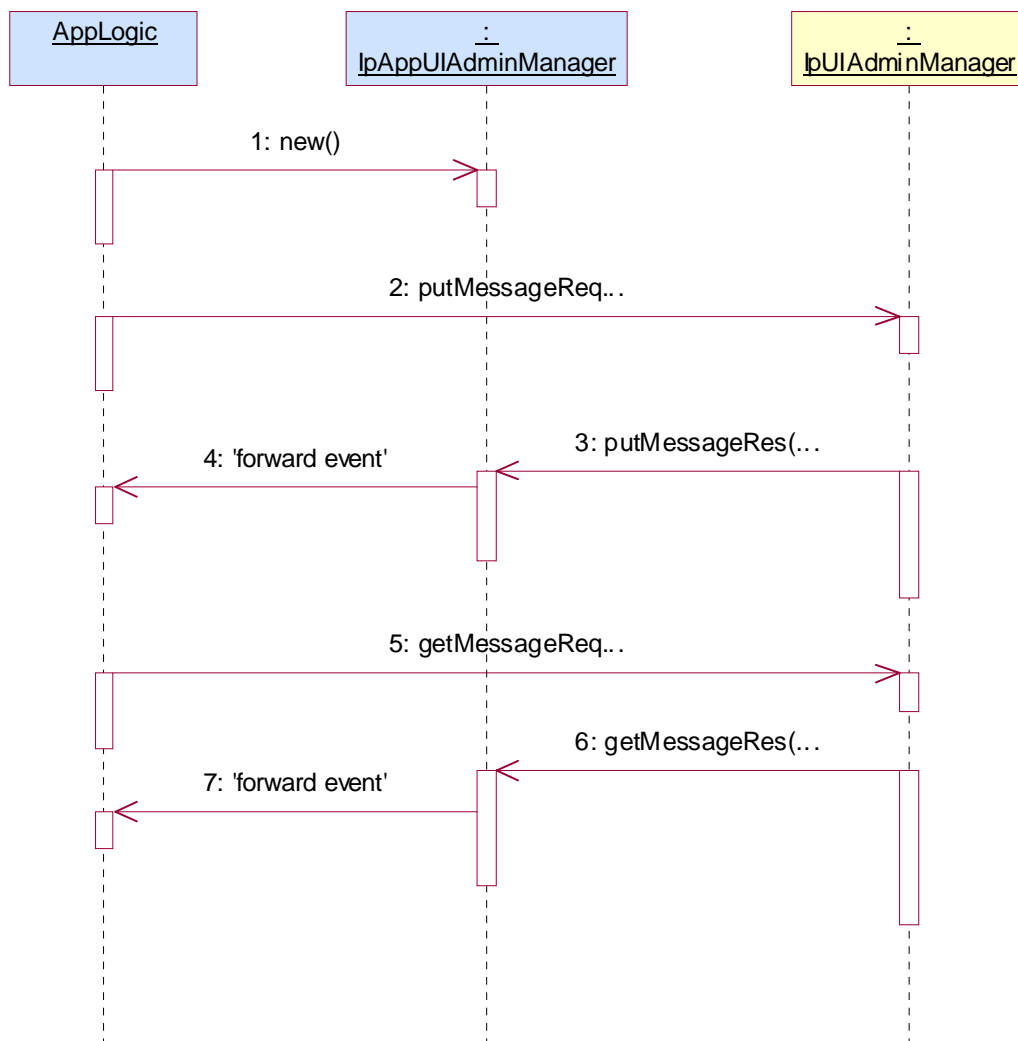 AppLogic
:
IpAppUIAdminManager
:
IpUIAdminManager
1: new()
2: putMessageReq...
3: putMessageRes(...
4: 'forward event'
5: getMessageReq...
6: getMessageRes(...
7: 'forward event'